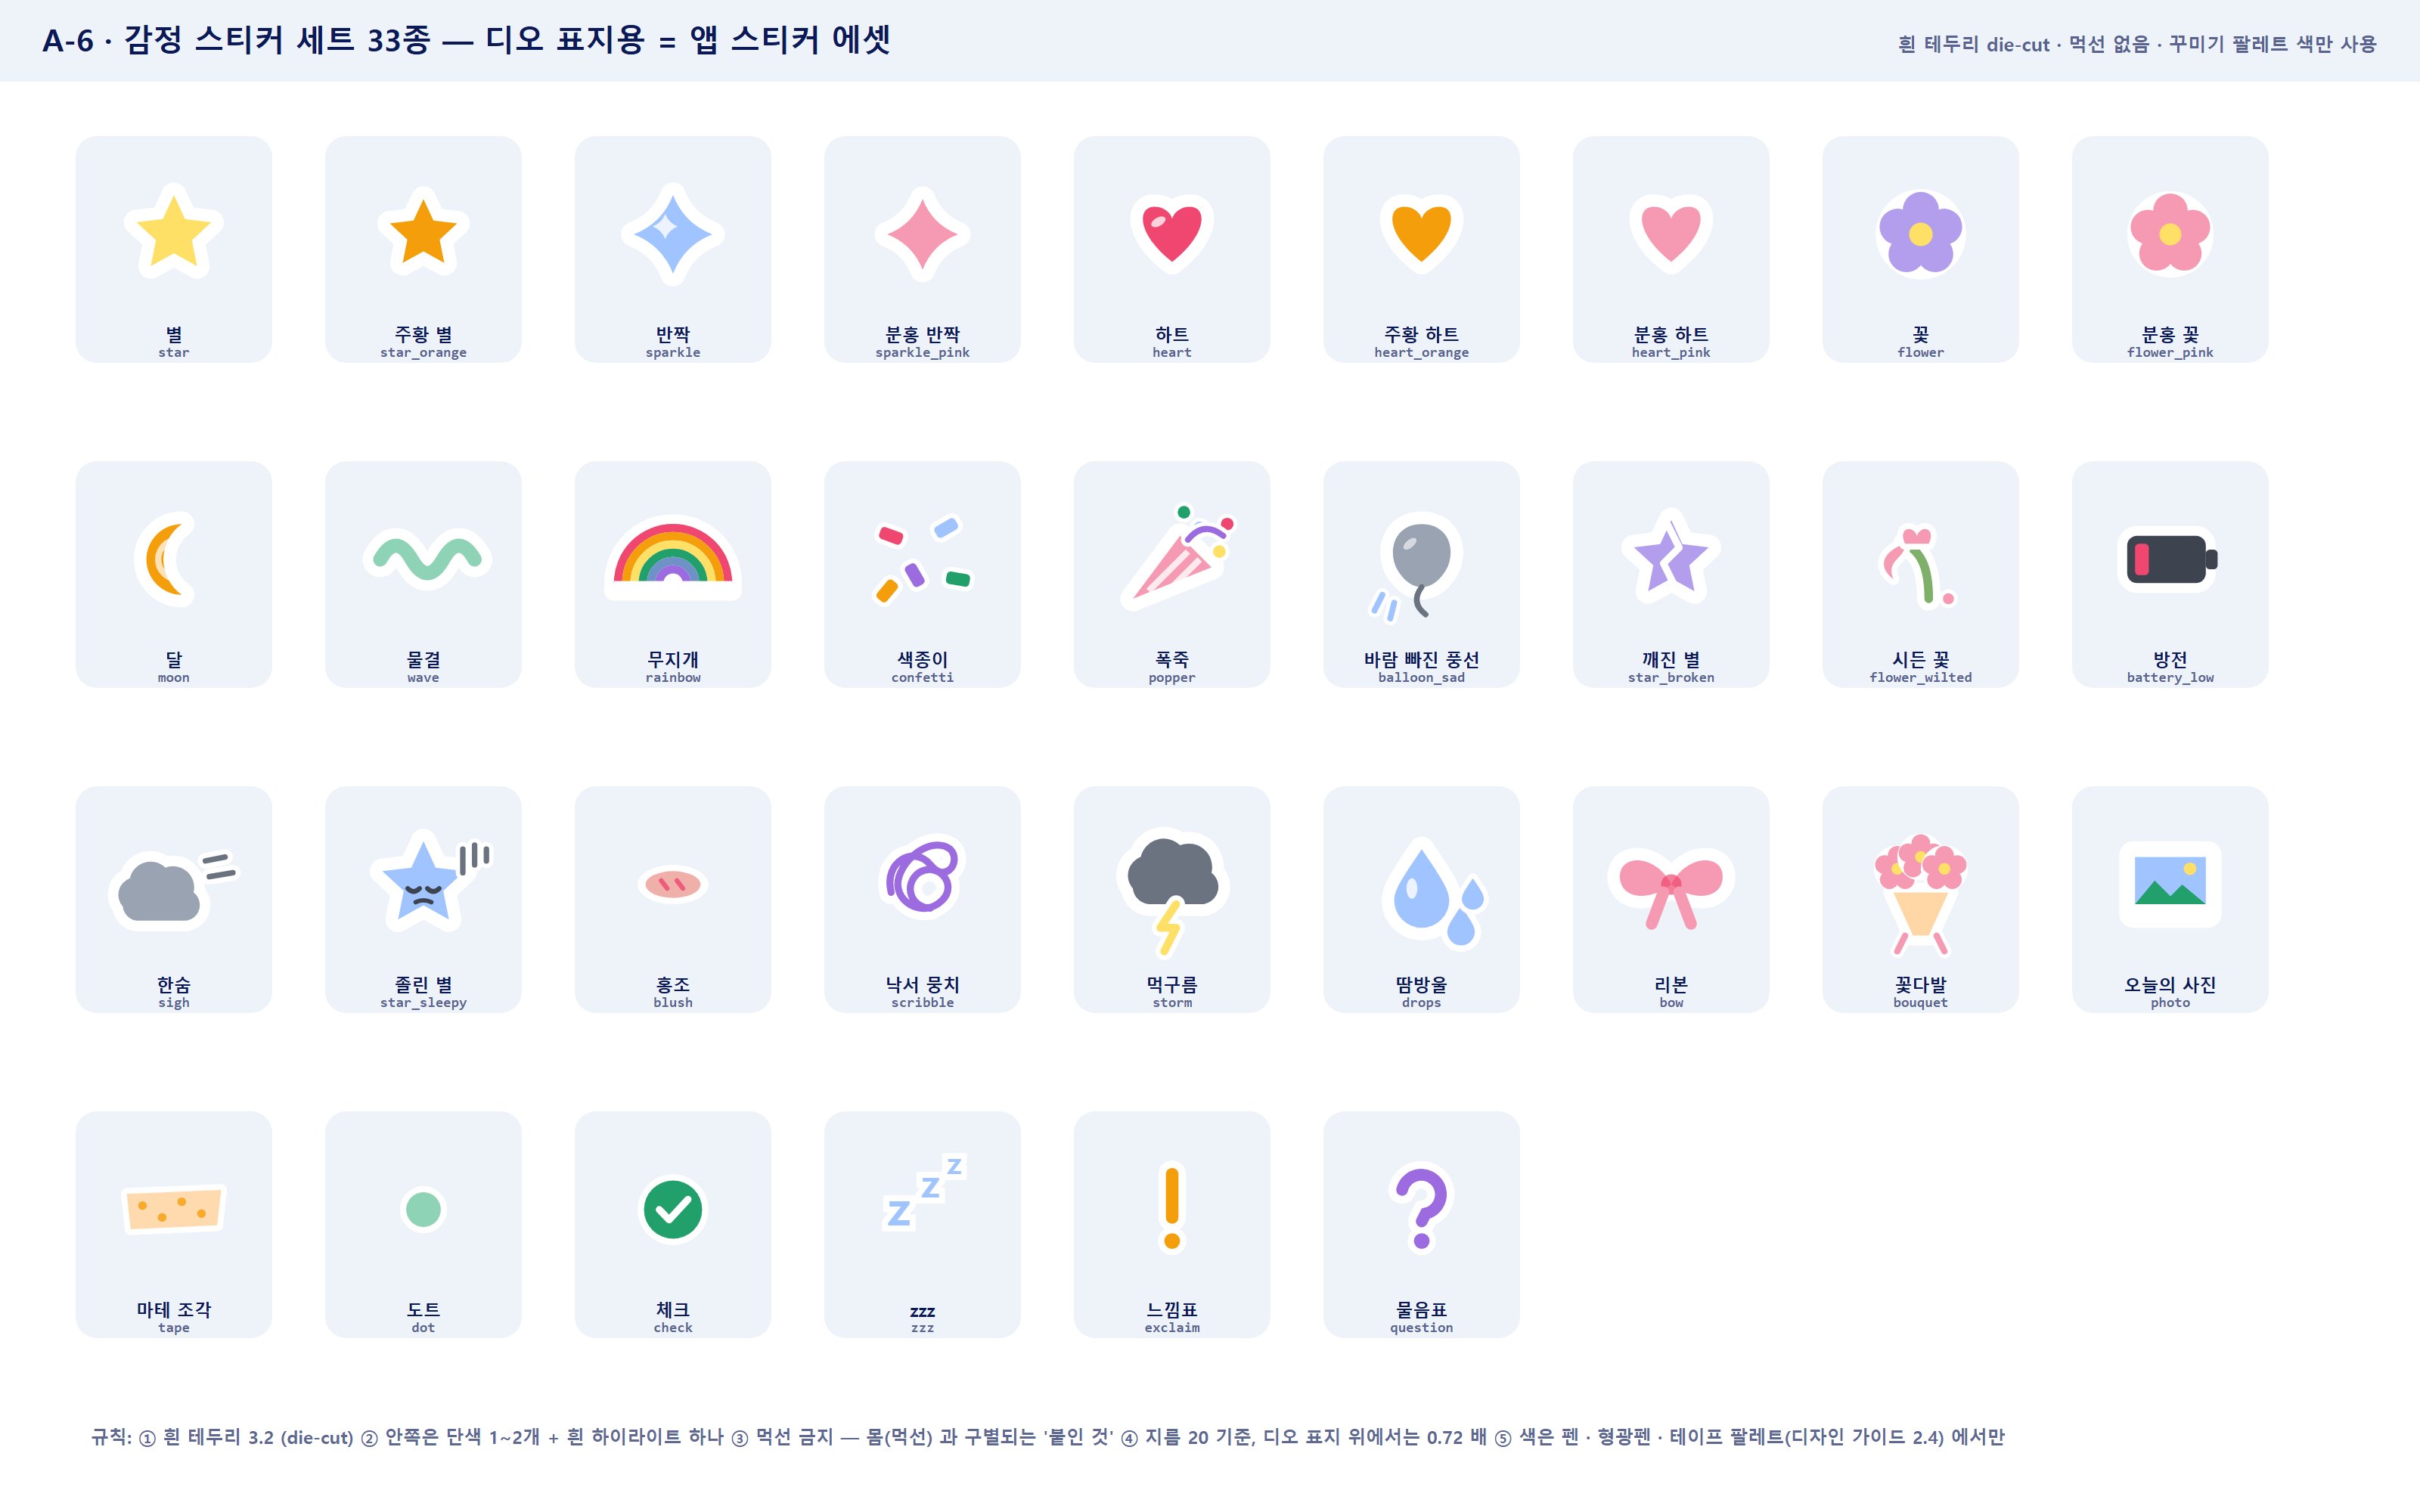 A-6 · 감정 스티커 세트 33종 — 디오 표지용 = 앱 스티커 에셋
흰 테두리 die-cut · 먹선 없음 · 꾸미기 팔레트 색만 사용
별
star
주황 별
star_orange
반짝
sparkle
분홍 반짝
sparkle_pink
하트
heart
주황 하트
heart_orange
분홍 하트
heart_pink
꽃
flower
분홍 꽃
flower_pink
달
moon
물결
wave
무지개
rainbow
색종이
confetti
폭죽
popper
바람 빠진 풍선
balloon_sad
깨진 별
star_broken
시든 꽃
flower_wilted
방전
battery_low
한숨
sigh
졸린 별
star_sleepy
홍조
blush
낙서 뭉치
scribble
먹구름
storm
땀방울
drops
리본
bow
꽃다발
bouquet
오늘의 사진
photo
마테 조각
tape
도트
dot
체크
check
z z z
zzz
zzz
느낌표
exclaim
물음표
question
규칙: ① 흰 테두리 3.2 (die-cut) ② 안쪽은 단색 1~2개 + 흰 하이라이트 하나 ③ 먹선 금지 — 몸(먹선) 과 구별되는 '붙인 것' ④ 지름 20 기준, 디오 표지 위에서는 0.72 배 ⑤ 색은 펜 · 형광펜 · 테이프 팔레트(디자인 가이드 2.4) 에서만